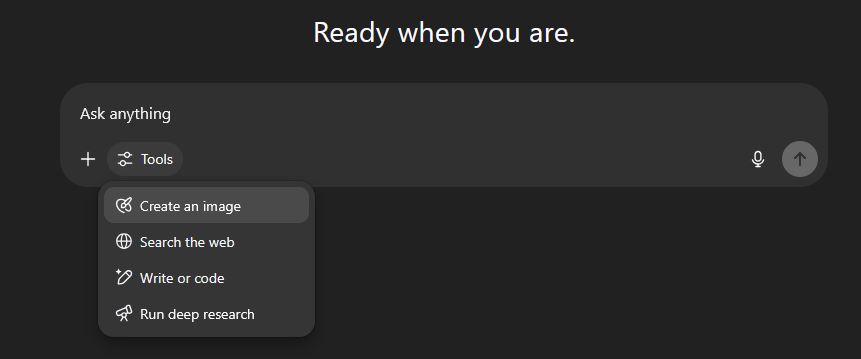 Ready when you are.
Ask anything
Tools
Create an image
Search the web
Write or code
Run deep research